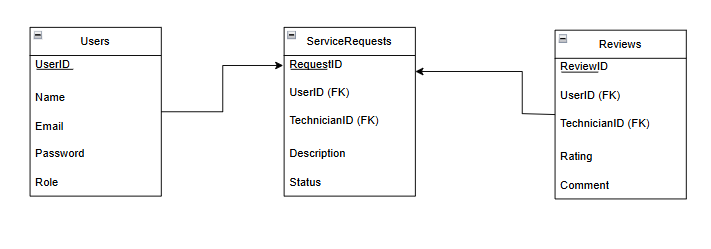 Users
UserID
Name
Email
Password
Role
ServiceRequests
RequestID
UserID (FK)
TechnicianID (FK)
Description
Status
Reviews
ReviewID
UserID (FK)
TechnicianID (FK)
Rating
Comment